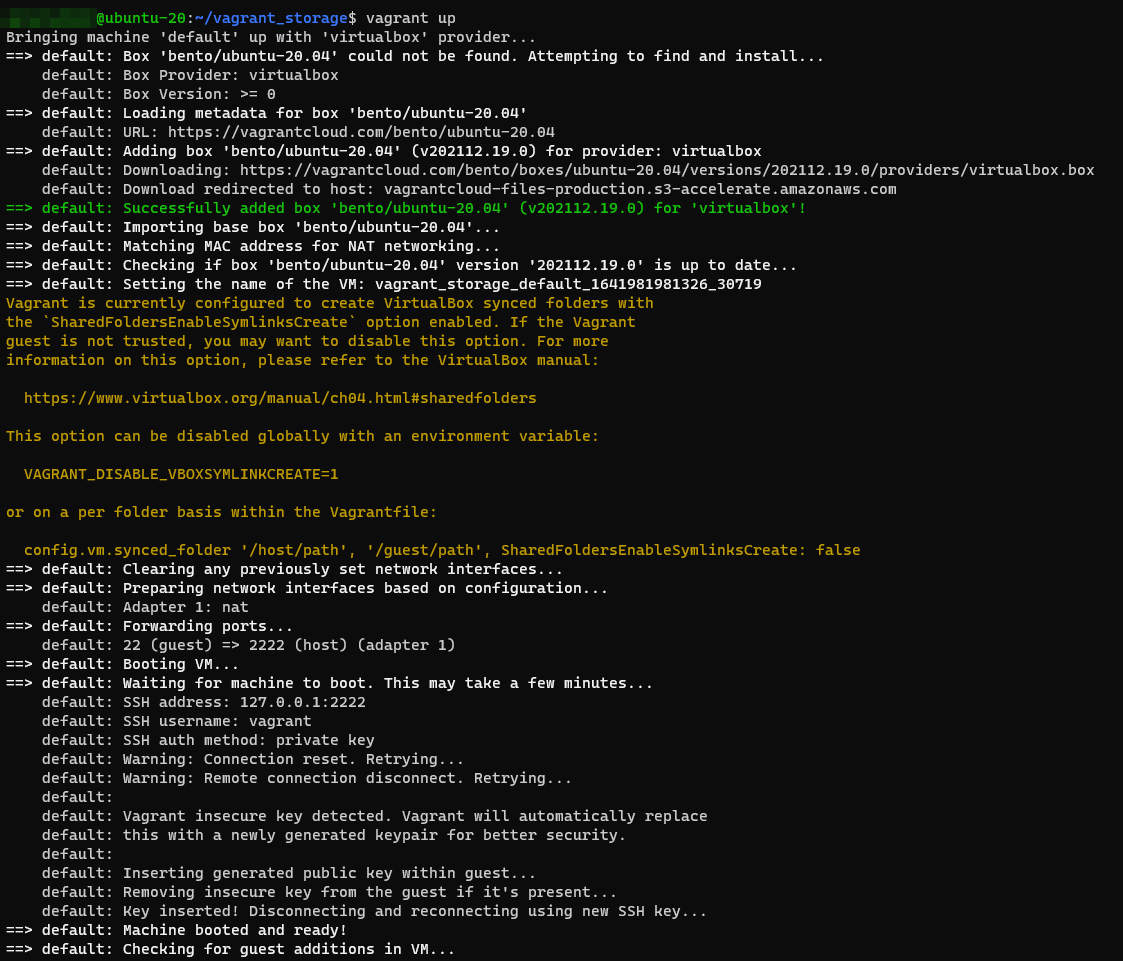 @ubuntu-20:~/vagrant_storage$ vagrant up
Bringing machine 'default' up with 'virtualbox' provider...
==> default: Box 'bento/ubuntu-20.04' could not be found. Attempting to find and install...
    default: Box Provider: virtualbox
    default: Box Version: >= 0
==> default: Loading metadata for box 'bento/ubuntu-20.04'
    default: URL: https://vagrantcloud.com/bento/ubuntu-20.04
==> default: Adding box 'bento/ubuntu-20.04' (v202112.19.0) for provider: virtualbox
    default: Downloading: https://vagrantcloud.com/bento/boxes/ubuntu-20.04/versions/202112.19.0/providers/virtualbox.box
    default: Download redirected to host: vagrantcloud-files-production.s3-accelerate.amazonaws.com
==> default: Successfully added box 'bento/ubuntu-20.04' (v202112.19.0) for 'virtualbox'!
==> default: Importing base box 'bento/ubuntu-20.04'...
==> default: Matching MAC address for NAT networking...
==> default: Checking if box 'bento/ubuntu-20.04' version '202112.19.0' is up to date...
==> default: Setting the name of the VM: vagrant_storage_default_1641981981326_30719
Vagrant is currently configured to create VirtualBox synced folders with
the `SharedFoldersEnableSymlinksCreate` option enabled. If the Vagrant
guest is not trusted, you may want to disable this option. For more
information on this option, please refer to the VirtualBox manual:

  https://www.virtualbox.org/manual/ch04.html#sharedfolders

This option can be disabled globally with an environment variable:

  VAGRANT_DISABLE_VBOXSYMLINKCREATE=1

or on a per folder basis within the Vagrantfile:

  config.vm.synced_folder '/host/path', '/guest/path', SharedFoldersEnableSymlinksCreate: false
==> default: Clearing any previously set network interfaces...
==> default: Preparing network interfaces based on configuration...
    default: Adapter 1: nat
==> default: Forwarding ports...
    default: 22 (guest) => 2222 (host) (adapter 1)
==> default: Booting VM...
==> default: Waiting for machine to boot. This may take a few minutes...
    default: SSH address: 127.0.0.1:2222
    default: SSH username: vagrant
    default: SSH auth method: private key
    default: Warning: Connection reset. Retrying...
    default: Warning: Remote connection disconnect. Retrying...
    default:
    default: Vagrant insecure key detected. Vagrant will automatically replace
    default: this with a newly generated keypair for better security.
    default:
    default: Inserting generated public key within guest...
    default: Removing insecure key from the guest if it's present...
    default: Key inserted! Disconnecting and reconnecting using new SSH key...
==> default: Machine booted and ready!
==> default: Checking for guest additions in VM...